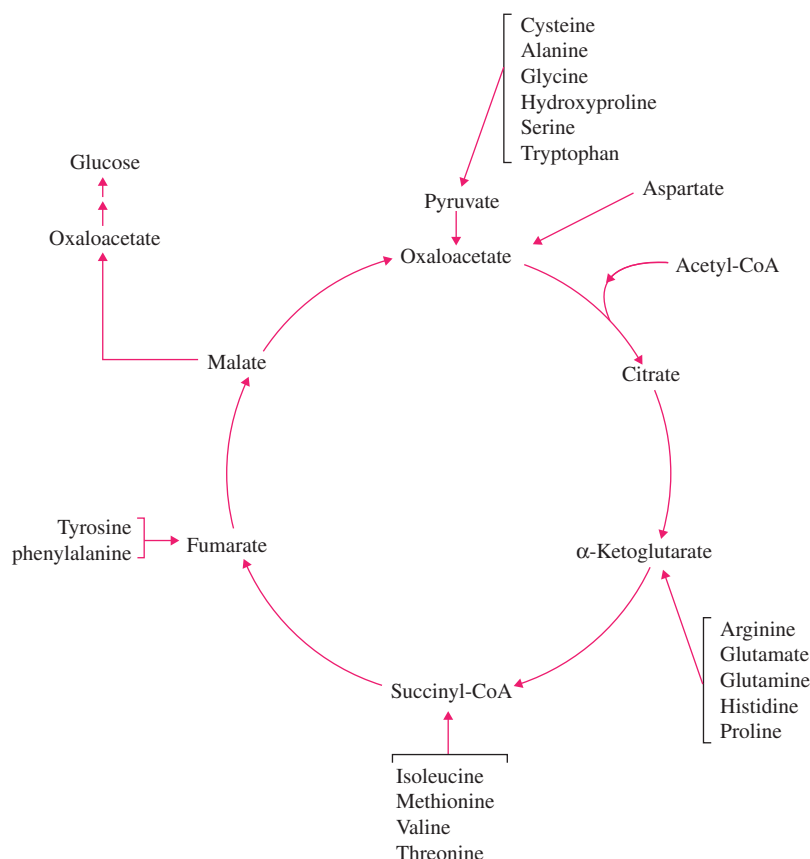 Cysteine
Alanine
Glycine
Hydroxyproline
Serine
Tryptophan
Glucose
Pyruvate
Aspartate
Oxaloacetate
Oxaloacetate
Acetyl-CoA
Malate
Citrate
Tyrosine
phenylalanine
Fumarate
α-Ketoglutarate
Arginine
Glutamate
Glutamine
Histidine
Proline
Succinyl-CoA
Isoleucine
Methionine
Valine
Threonine